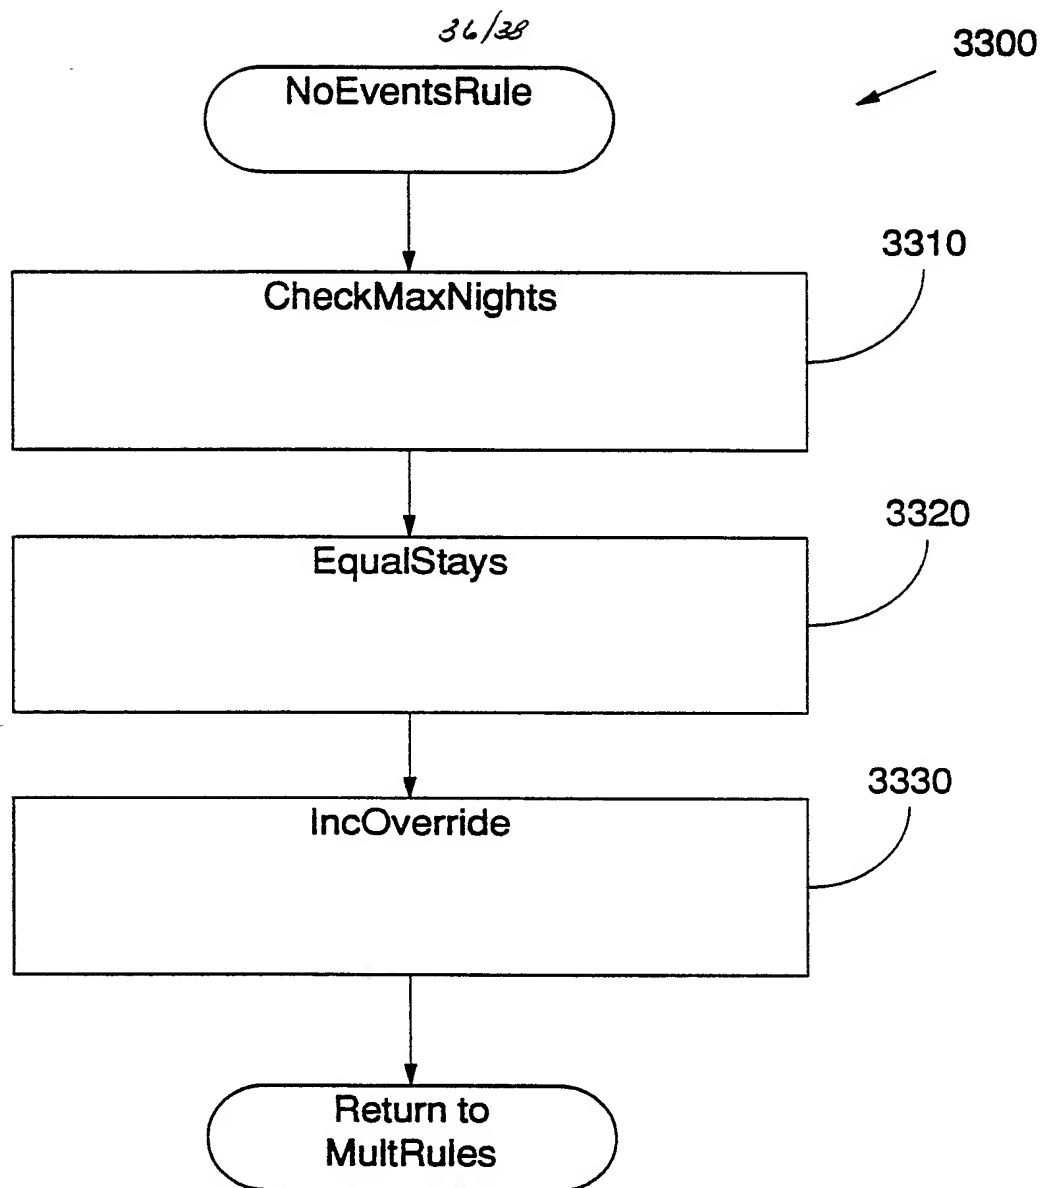 36/38
3300
NoEventsRule
3310
CheckMaxNights
3320
EqualStays
3330
IncOverride
Return to
MultRules